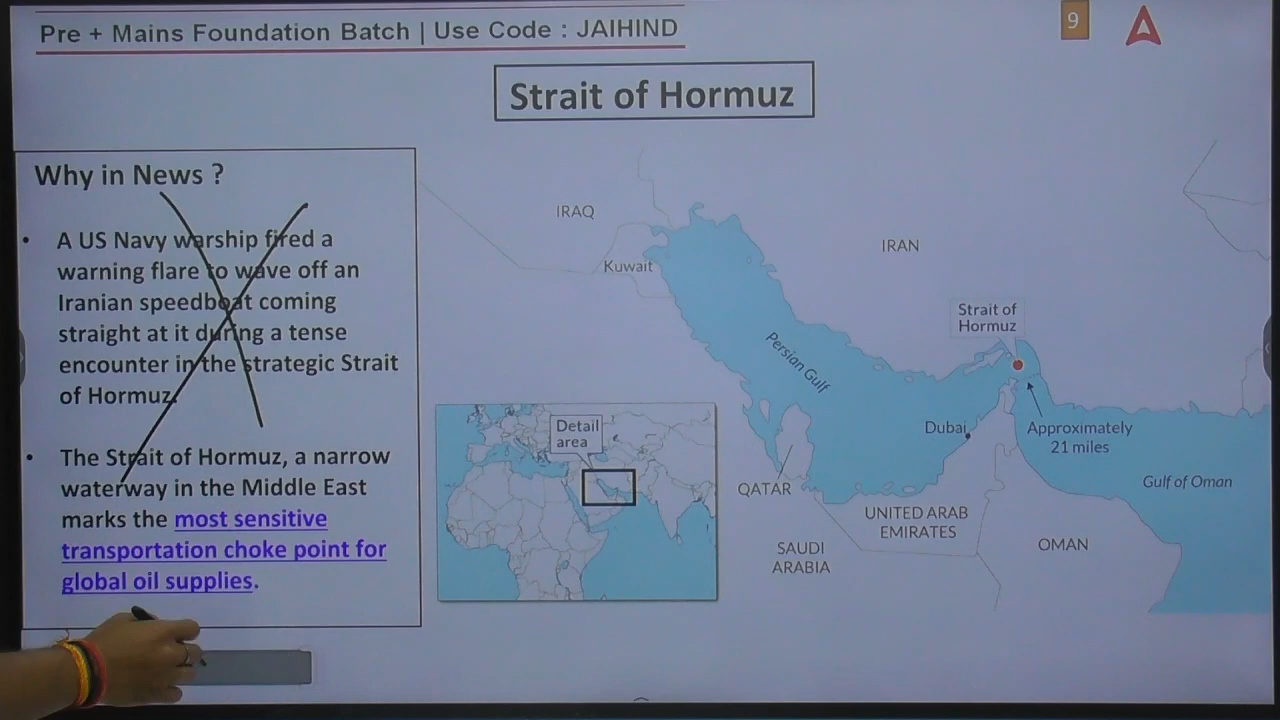 Pre + Mains Foundation Batch | Use Code : JAIHIND
9
Strait of Hormuz
Why in News ?
• A US Navy warship fired a
warning flare to wave off an
Iranian speedboat coming
straight at it during a tense
encounter in the strategic Strait
of Hormuz.
• The Strait of Hormuz, a narrow
waterway in the Middle East
marks the most sensitive
transportation choke point for
global oil supplies.
IRAQ
IRAN
Kuwait
Strait of
Hormuz
Persian Gulf
Dubai
Approximately
21 miles
Gulf of Oman
QATAR
UNITED ARAB
EMIRATES
SAUDI
ARABIA
OMAN
Detail
area